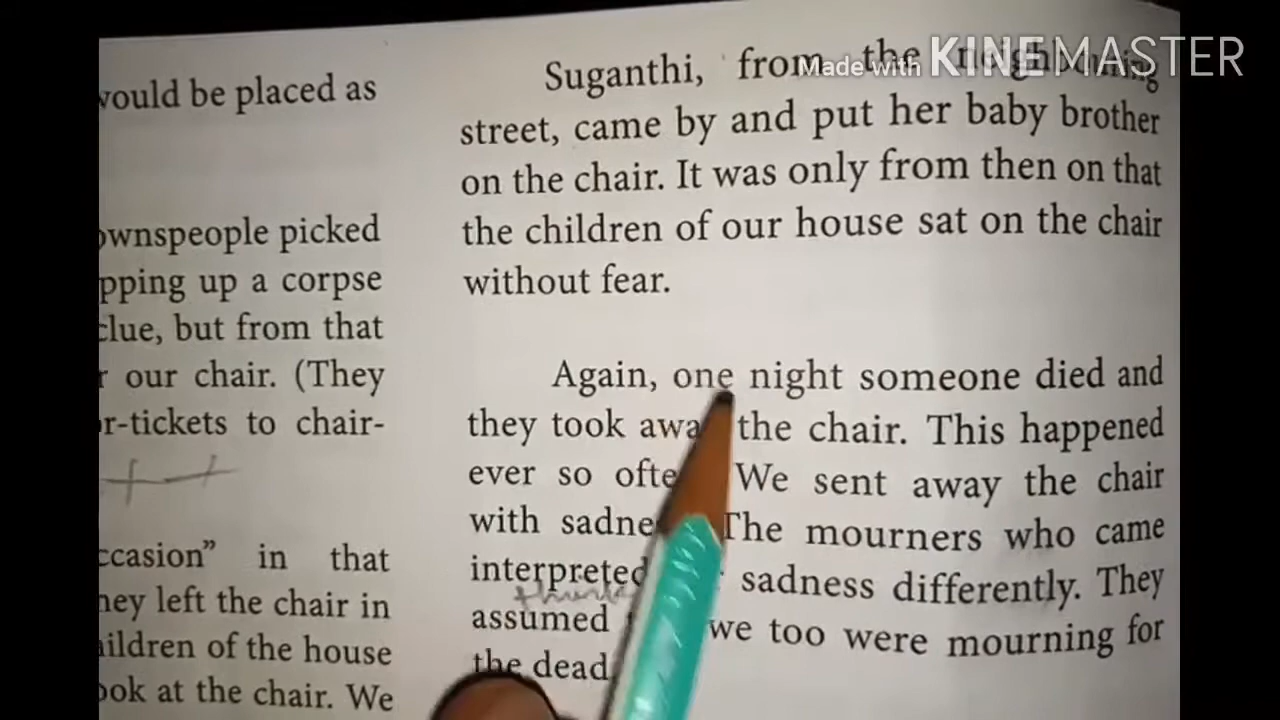 Made with KINEMASTER
would be placed as
ownspeople picked
pping up a corpse
clue, but from that
r our chair. (They
r-tickets to chair-
ccasion" in that
hey left the chair in
ildren of the house
ook at the chair. We
Suganthi, from the neighbouring
street, came by and put her baby brother
on the chair. It was only from then on that
the children of our house sat on the chair
without fear.
Again, one night someone died and
they took awa the chair. This happened
ever so ofte We sent away the chair
with sadne The mourners who came
interpreted sadness differently. They
assumed we too were mourning for
the dead